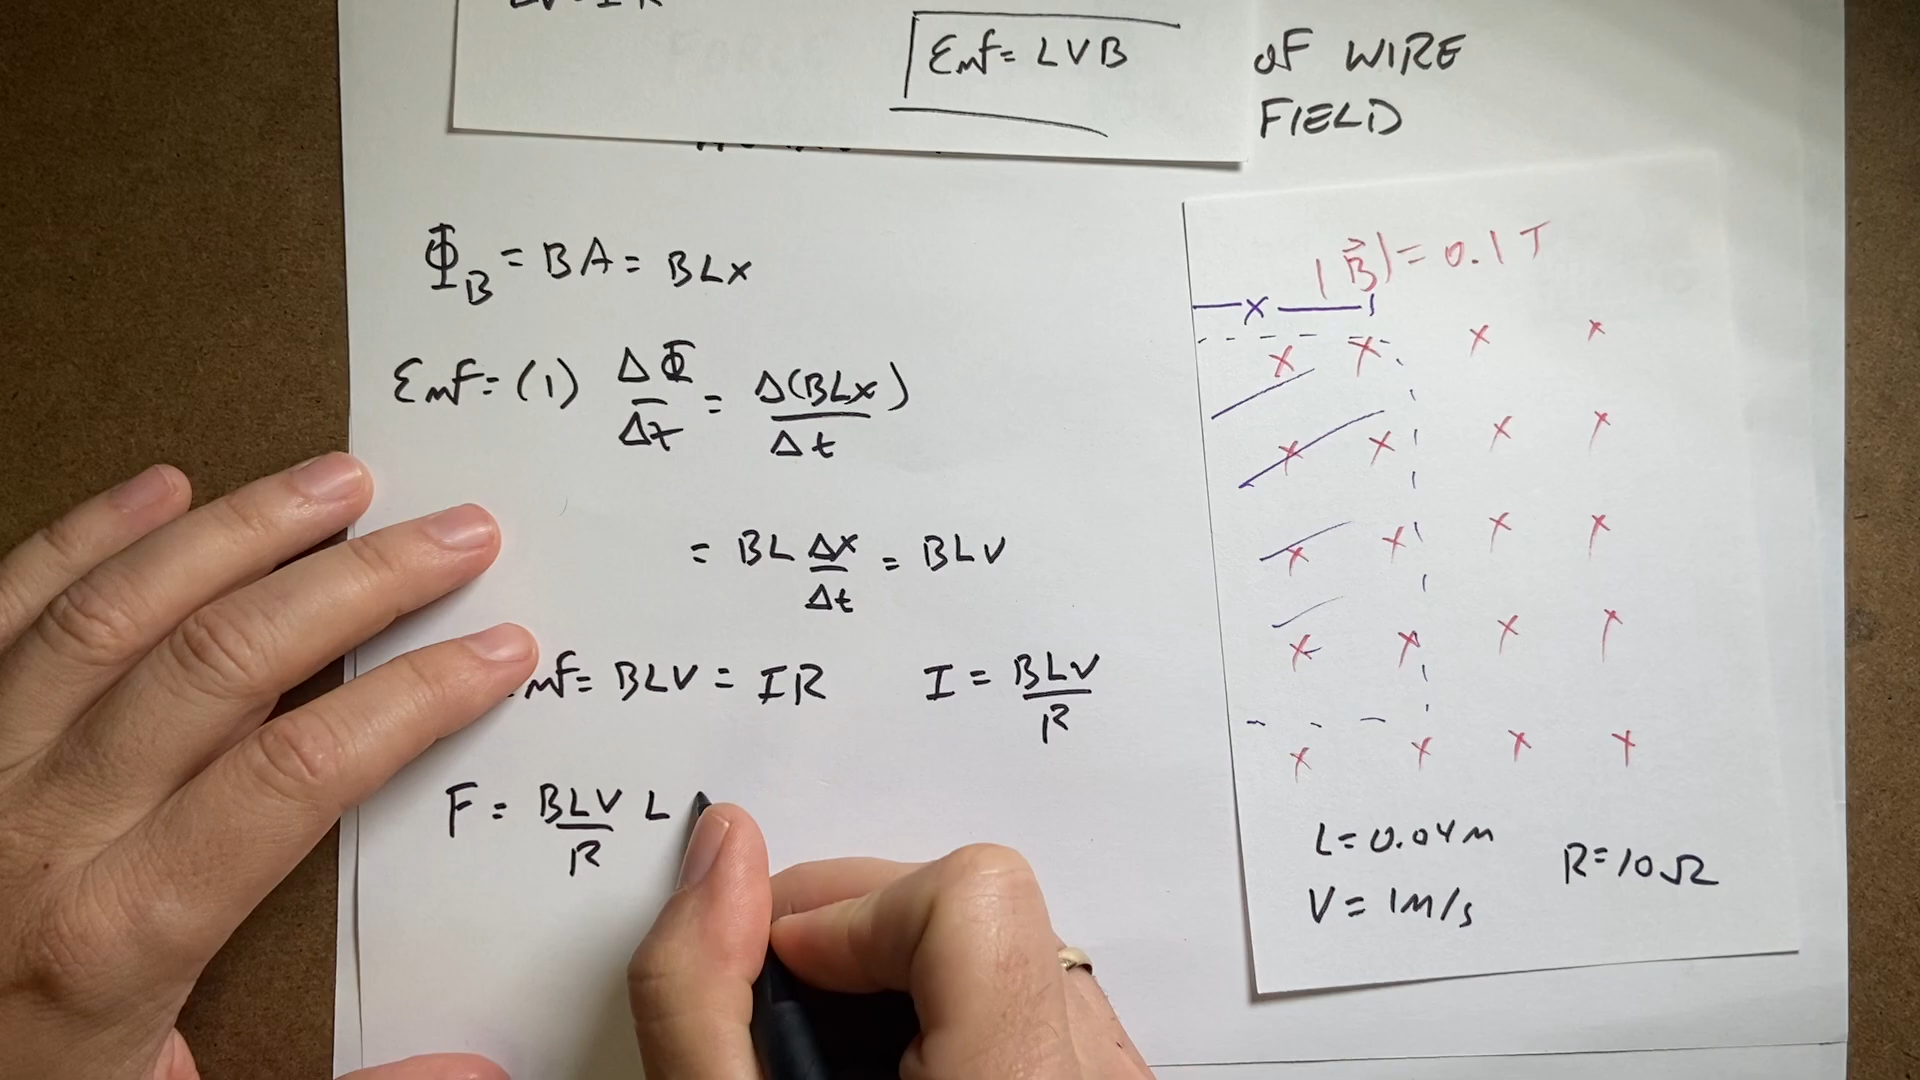 Emf = LVB
OF WIRE
FIELD
Φ_B = BA = BLx
Emf = (1) ΔΦ/Δt = Δ(BLx)/Δt
= BL Δx/Δt = BLV
mf = BLV = IR I = BLV/R
F = BLV/R L
|B⃗| = 0.1 T
x
L = 0.04 m
R = 10 Ω
V = 1 m/s